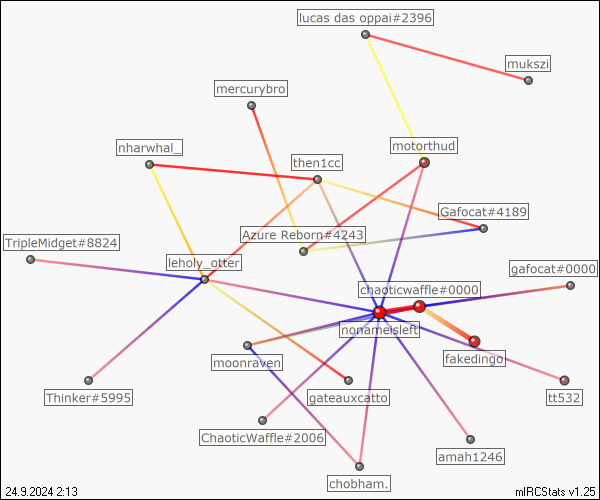 lucas das oppai#2396
mukszi
mercurybro
motorthud
nharwhal_
then1cc
Gafocat#4189
Azure Reborn#4243
TripleMidget#8824
leholy_otter
gafocat#0000
chaoticwaffle#0000
nonameisleft
fakedingo
moonraven
Thinker#5995
gateauxcatto
tt532
ChaoticWaffle#2006
amah1246
chobham.
24.9.2024 2:13
mIRCStats v1.25